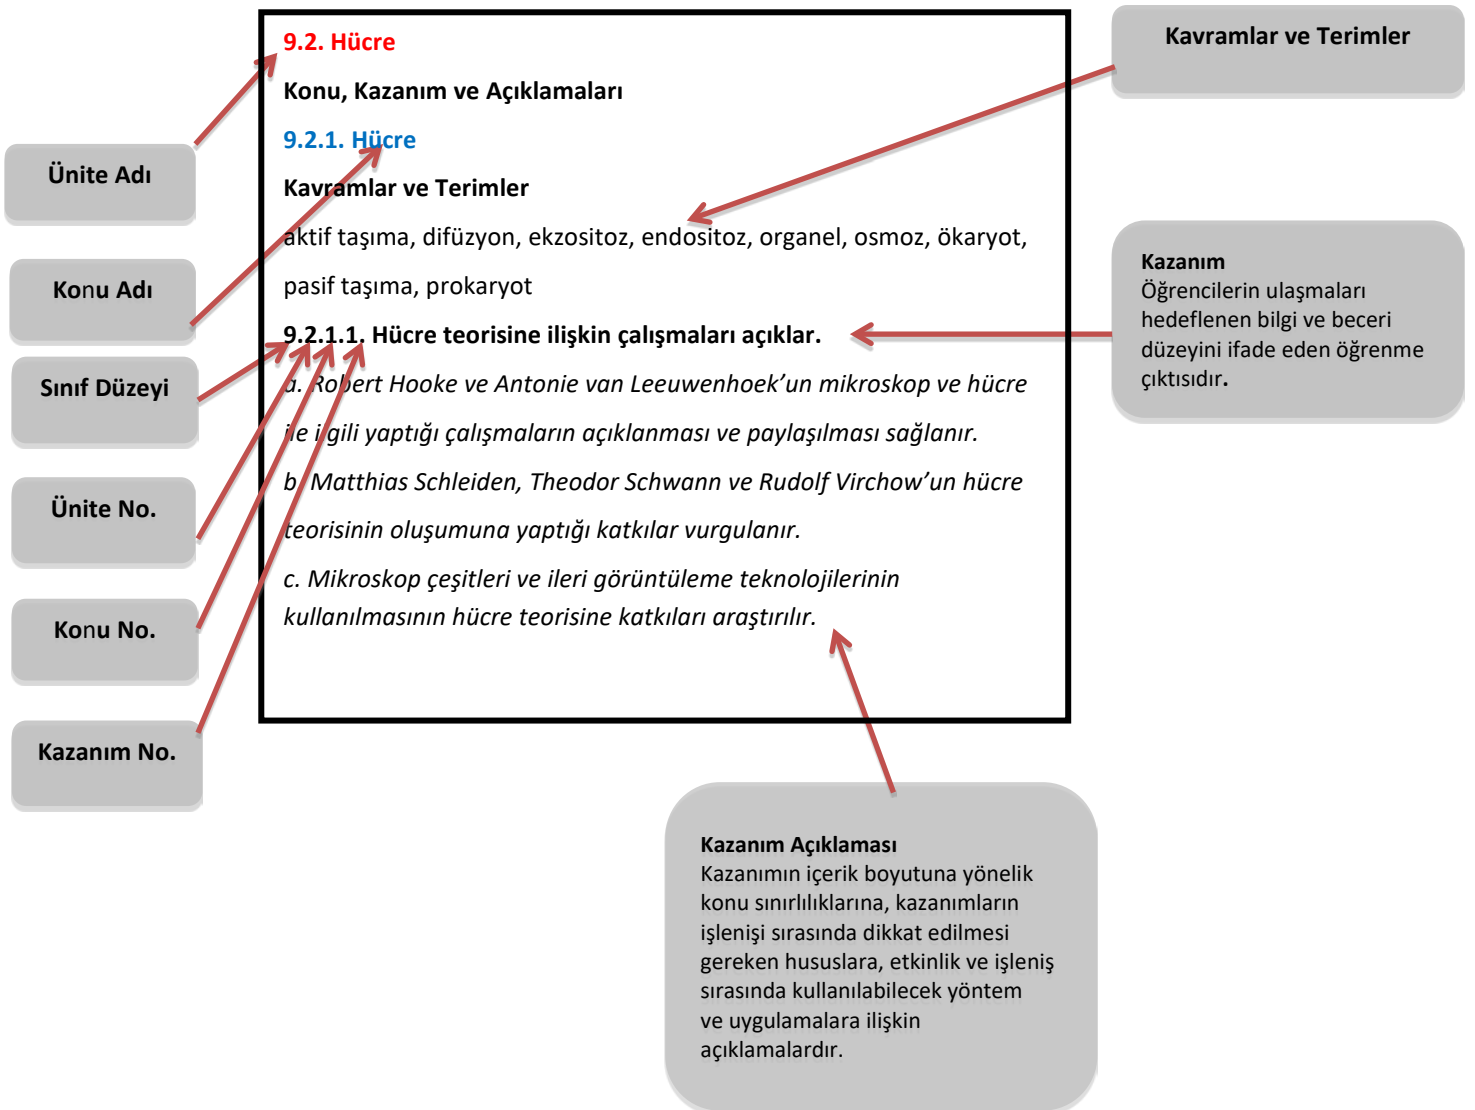 9.2. Hücre
Konu, Kazanım ve Açıklamaları
9.2.1. Hücre
Kavramlar ve Terimler
aktif taşıma, difüzyon, ekzositoz, endositoz, organel, osmoz, ökaryot,
pasif taşıma, prokaryot
9.2.1.1. Hücre teorisine ilişkin çalışmaları açıklar.
a. Robert Hooke ve Antonie van Leeuwenhoek’un mikroskop ve hücre
ile ilgili yaptığı çalışmaların açıklanması ve paylaşılması sağlanır.
b. Matthias Schleiden, Theodor Schwann ve Rudolf Virchow’un hücre
teorisinin oluşumuna yaptığı katkılar vurgulanır.
c. Mikroskop çeşitleri ve ileri görüntüleme teknolojilerinin
kullanılmasının hücre teorisine katkıları araştırılır.
Ünite Adı
Konu Adı
Sınıf Düzeyi
Ünite No.
Konu No.
Kazanım No.
Kavramlar ve Terimler
Kazanım
Öğrencilerin ulaşmaları
hedeflenen bilgi ve beceri
düzeyini ifade eden öğrenme
çıktısıdır.
Kazanım Açıklaması
Kazanımın içerik boyutuna yönelik
konu sınırlılıklarına, kazanımların
işlenişi sırasında dikkat edilmesi
gereken hususlara, etkinlik ve işleniş
sırasında kullanılabilecek yöntem
ve uygulamalara ilişkin
açıklamalardır.